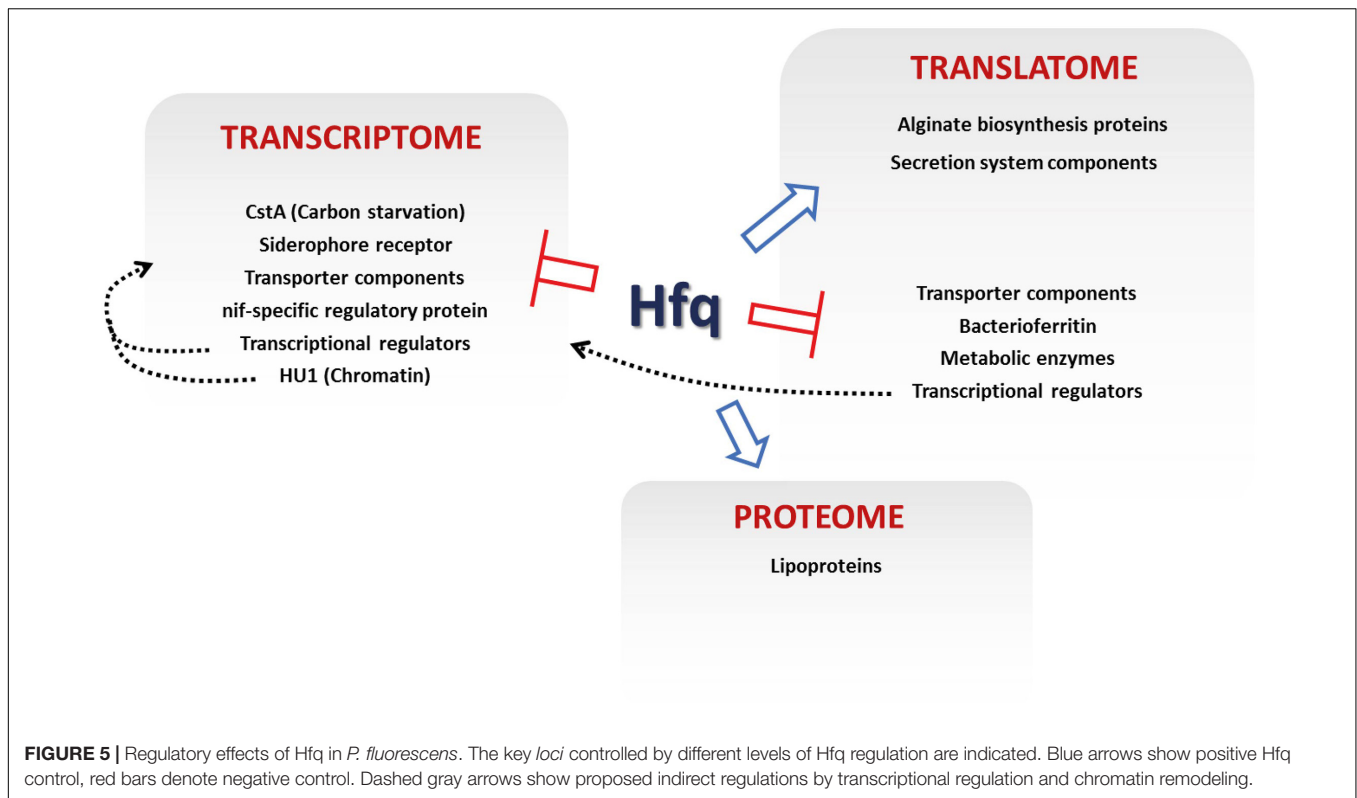 TRANSCRIPTOME
CstA (Carbon starvation)
Siderophore receptor
Transporter components
nif-specific regulatory protein
Transcriptional regulators
HU1 (Chromatin)
Hfq
TRANSLATOME
Alginate biosynthesis proteins
Secretion system components
Transporter components
Bacterioferritin
Metabolic enzymes
Transcriptional regulators
PROTEOME
Lipoproteins
FIGURE 5 | Regulatory effects of Hfq in P. fluorescens. The key loci controlled by different levels of Hfq regulation are indicated. Blue arrows show positive Hfq
control, red bars denote negative control. Dashed gray arrows show proposed indirect regulations by transcriptional regulation and chromatin remodeling.